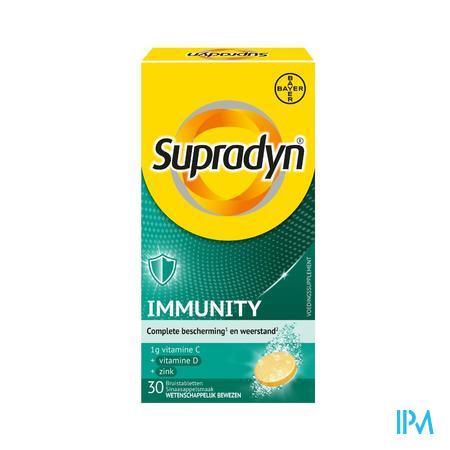 Supradyn
BAYER
BAYER
Supradyn®
VOEDINGSSUPPLEMENT
IMMUNITY
Complete bescherming¹ en weerstand²
1g vitamine C
+ vitamine D
+ zink
30 Bruistabletten
Sinaasappelsmaak
WETENSCHAPPELIJK BEWEZEN
IPM